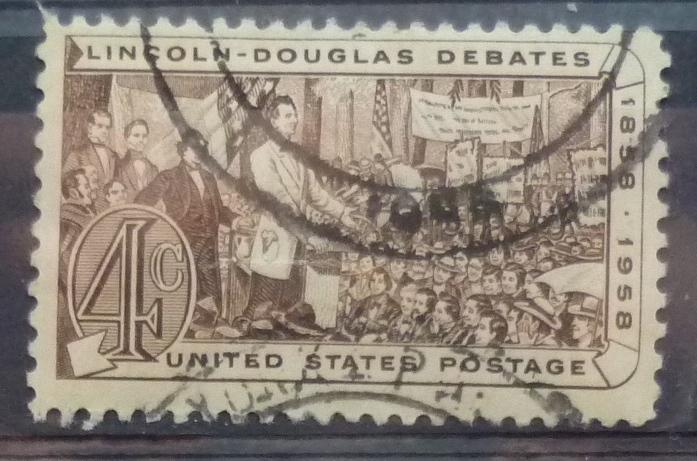 LINCOLN-DOUGLAS DEBATES
1858 · 1958
4c
UNITED STATES POSTAGE